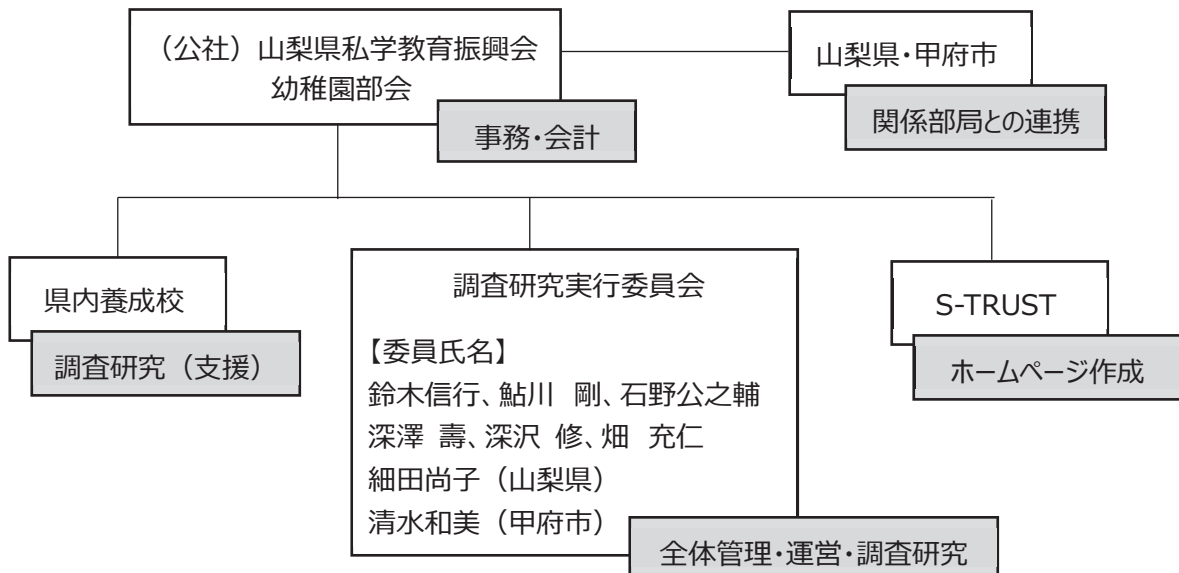 （公社）山梨県私学教育振興会
幼稚園部会
事務・会計
山梨県・甲府市
関係部局との連携
県内養成校
調査研究（支援）
調査研究実行委員会
【委員氏名】
鈴木信行、鮎川　剛、石野公之輔
深澤 壽、深沢 修、畑　充仁
細田尚子（山梨県）
清水和美（甲府市）
全体管理・運営・調査研究
S-TRUST
ホームページ作成